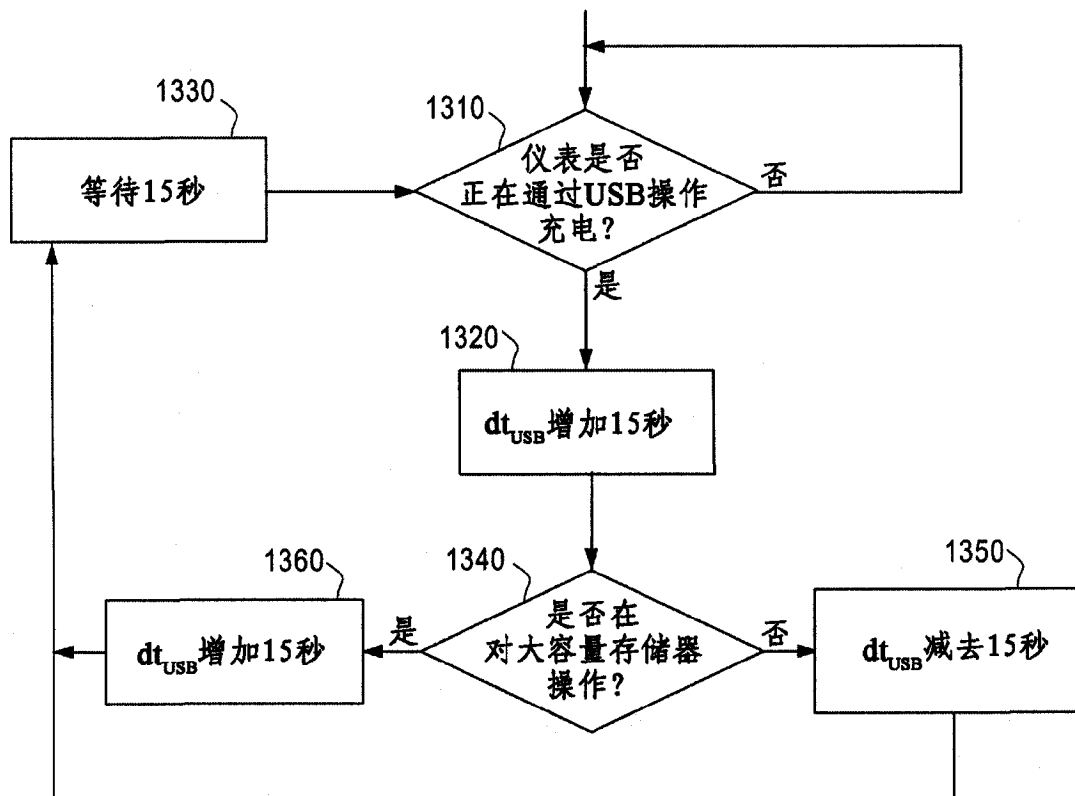 1330
等待15秒
1310
仪表是否
正在通过USB操作
充电?
否
是
1320
dtUSB增加15秒
1360
dtUSB增加15秒
1340
是否在
对大容量存储器
操作?
是
否
1350
dtUSB减去15秒